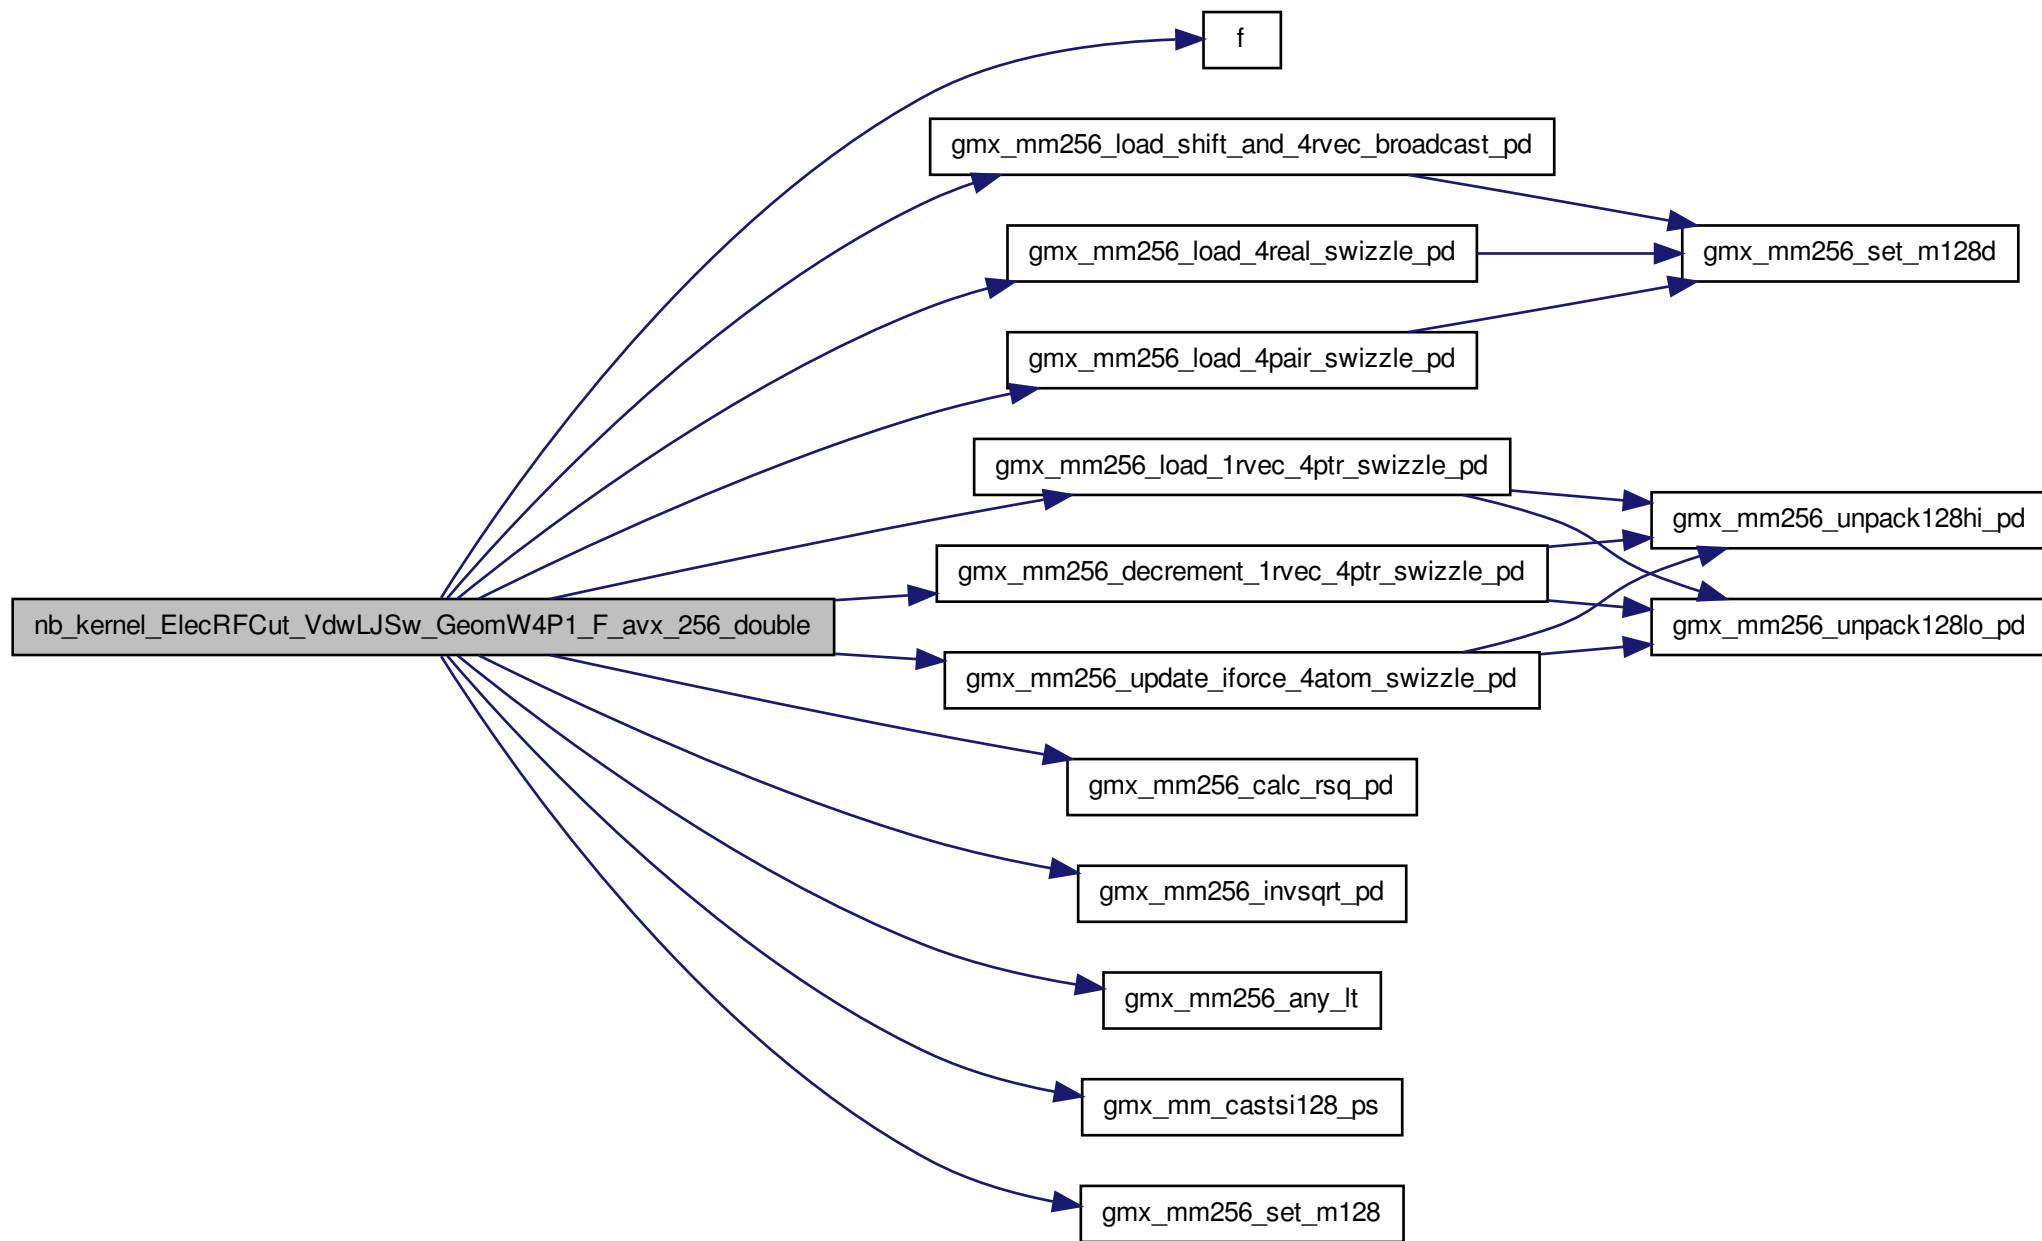 f
gmx_mm256_load_shift_and_4rvec_broadcast_pd
gmx_mm256_load_4real_swizzle_pd
gmx_mm256_set_m128d
gmx_mm256_load_4pair_swizzle_pd
gmx_mm256_load_1rvec_4ptr_swizzle_pd
gmx_mm256_unpack128hi_pd
gmx_mm256_decrement_1rvec_4ptr_swizzle_pd
nb_kernel_ElecRFCut_VdwLJSw_GeomW4P1_F_avx_256_double
gmx_mm256_unpack128lo_pd
gmx_mm256_update_iforce_4atom_swizzle_pd
gmx_mm256_calc_rsq_pd
gmx_mm256_invsqrt_pd
gmx_mm256_any_lt
gmx_mm_castsi128_ps
gmx_mm256_set_m128